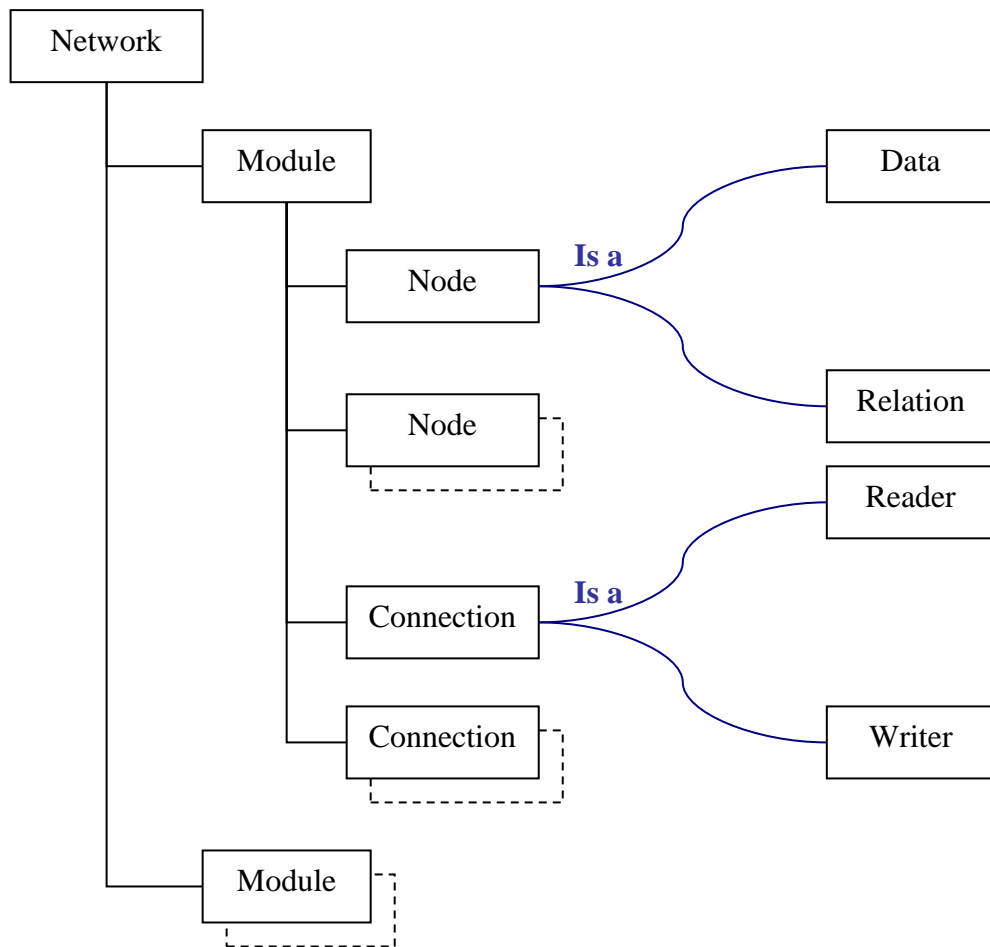 Network
Module
Data
Is a
Node
Relation
Node
Reader
Is a
Connection
Connection
Writer
Module